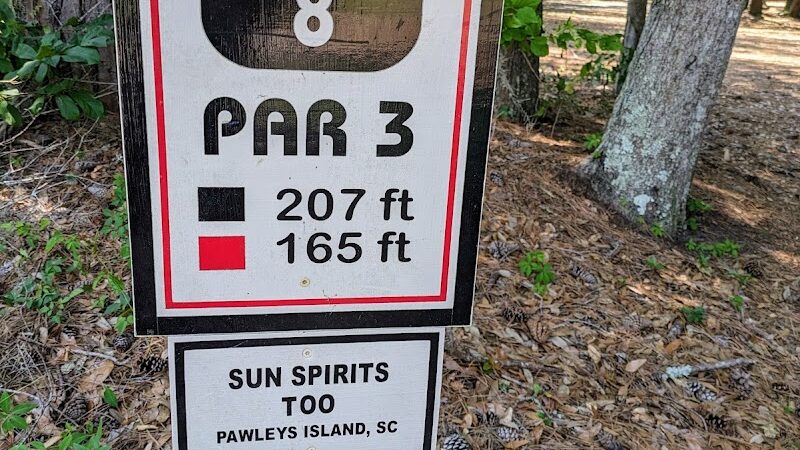 8
PAR 3
207 ft
165 ft
SUN SPIRITS
TOO
PAWLEYS ISLAND, SC